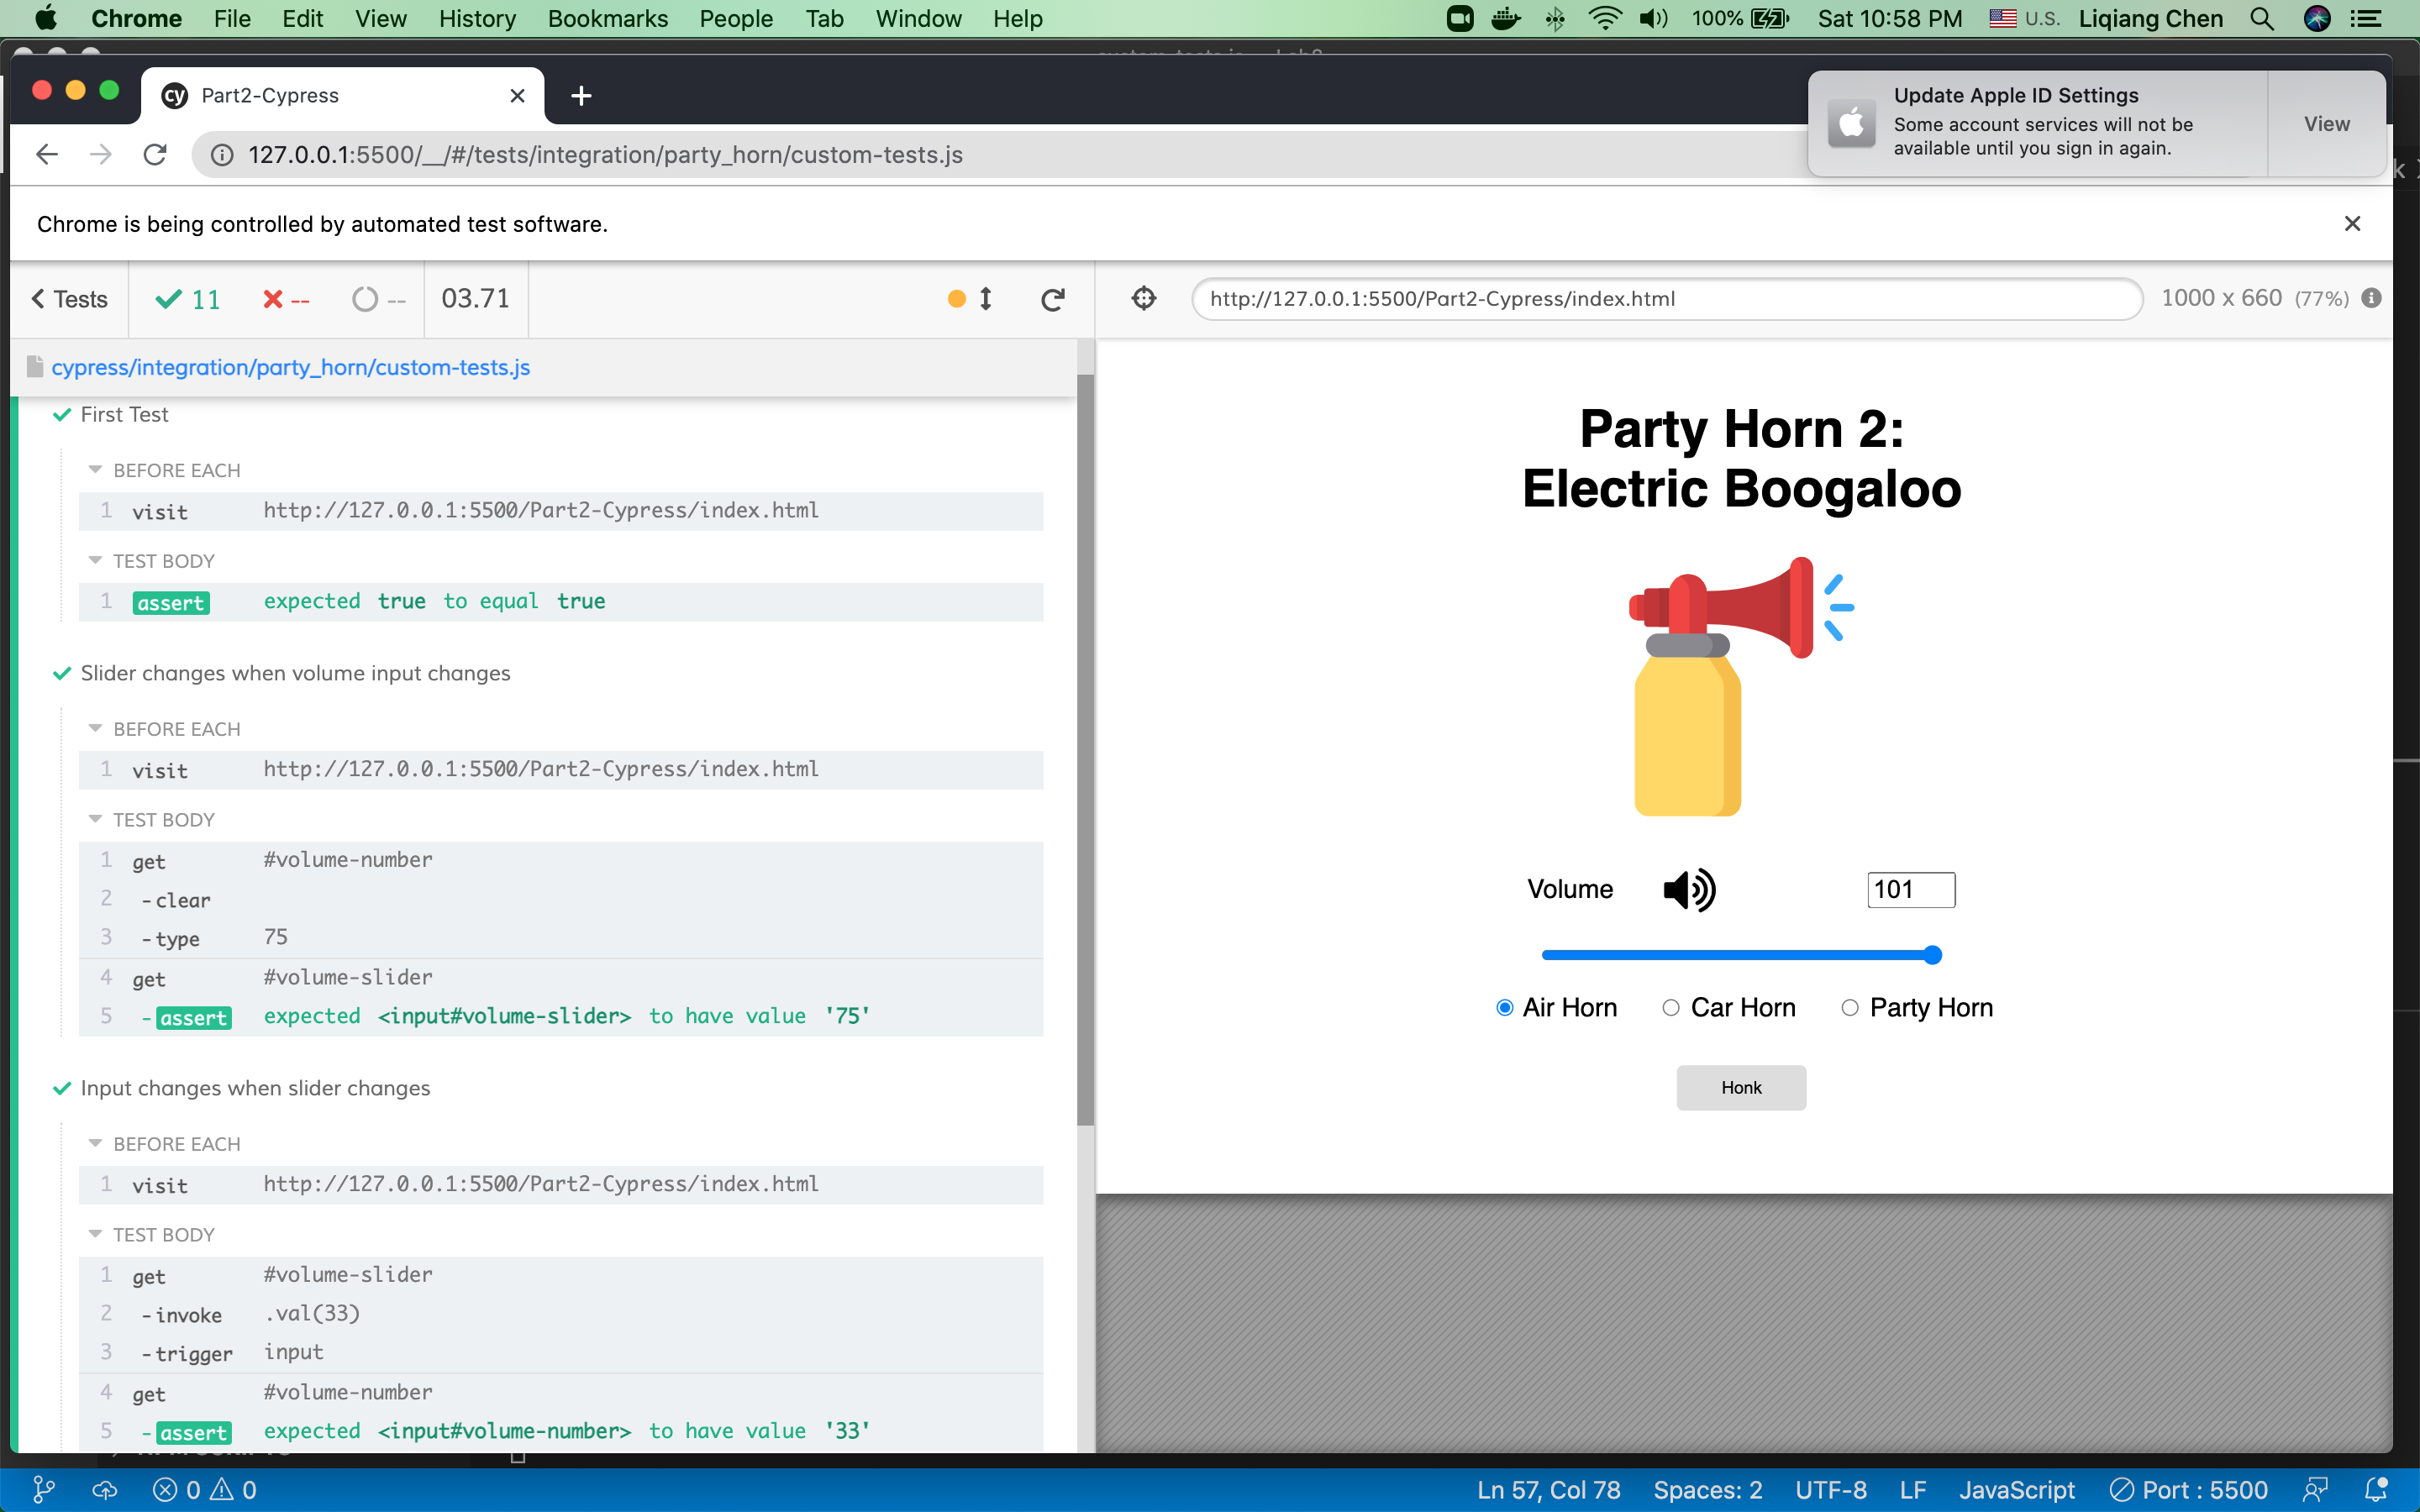 Chrome File Edit View History Bookmarks People Tab Window Help 100% Sat 10:58 PM U.S. Liqiang Chen
cy Part2-Cypress
Update Apple ID Settings
Some account services will not be
available until you sign in again.
View
127.0.0.1:5500/__/#/tests/integration/party_horn/custom-tests.js
Chrome is being controlled by automated test software.
Tests 11 -- -- 03.71
http://127.0.0.1:5500/Part2-Cypress/index.html 1000 x 660 (77%)
cypress/integration/party_horn/custom-tests.js
First Test
BEFORE EACH
1 visit http://127.0.0.1:5500/Part2-Cypress/index.html
TEST BODY
1 assert expected true to equal true
Slider changes when volume input changes
BEFORE EACH
1 visit http://127.0.0.1:5500/Part2-Cypress/index.html
TEST BODY
1 get #volume-number
2 -clear
3 -type 75
4 get #volume-slider
5 -assert expected <input#volume-slider> to have value '75'
Input changes when slider changes
BEFORE EACH
1 visit http://127.0.0.1:5500/Part2-Cypress/index.html
TEST BODY
1 get #volume-slider
2 -invoke .val(33)
3 -trigger input
4 get #volume-number
5 -assert expected <input#volume-number> to have value '33'
Party Horn 2:
Electric Boogaloo
Volume 101
Air Horn Car Horn Party Horn
Honk
0 0 Ln 57, Col 78 Spaces: 2 UTF-8 LF JavaScript Port : 5500